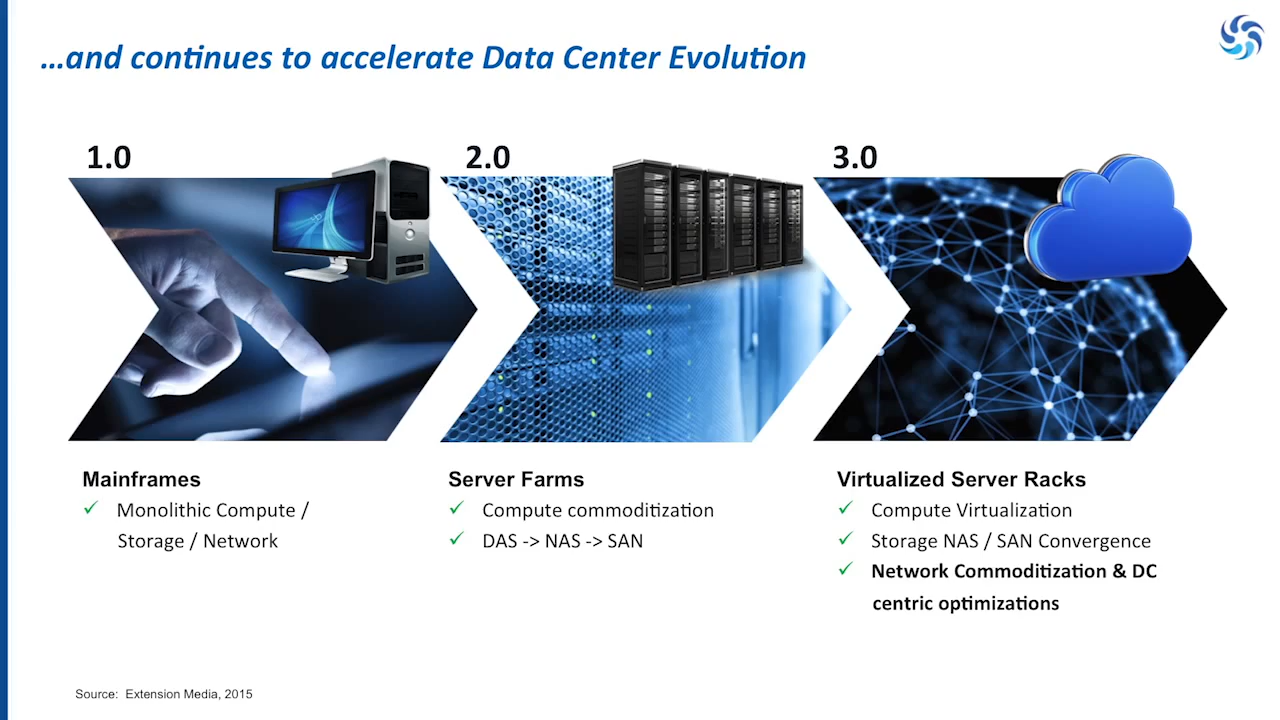 …and continues to accelerate Data Center Evolution
1.0
2.0
3.0
Mainframes
✓ Monolithic Compute /
Storage / Network
Server Farms
✓ Compute commoditization
✓ DAS -> NAS -> SAN
Virtualized Server Racks
✓ Compute Virtualization
✓ Storage NAS / SAN Convergence
✓ Network Commoditization & DC
centric optimizations
Source: Extension Media, 2015